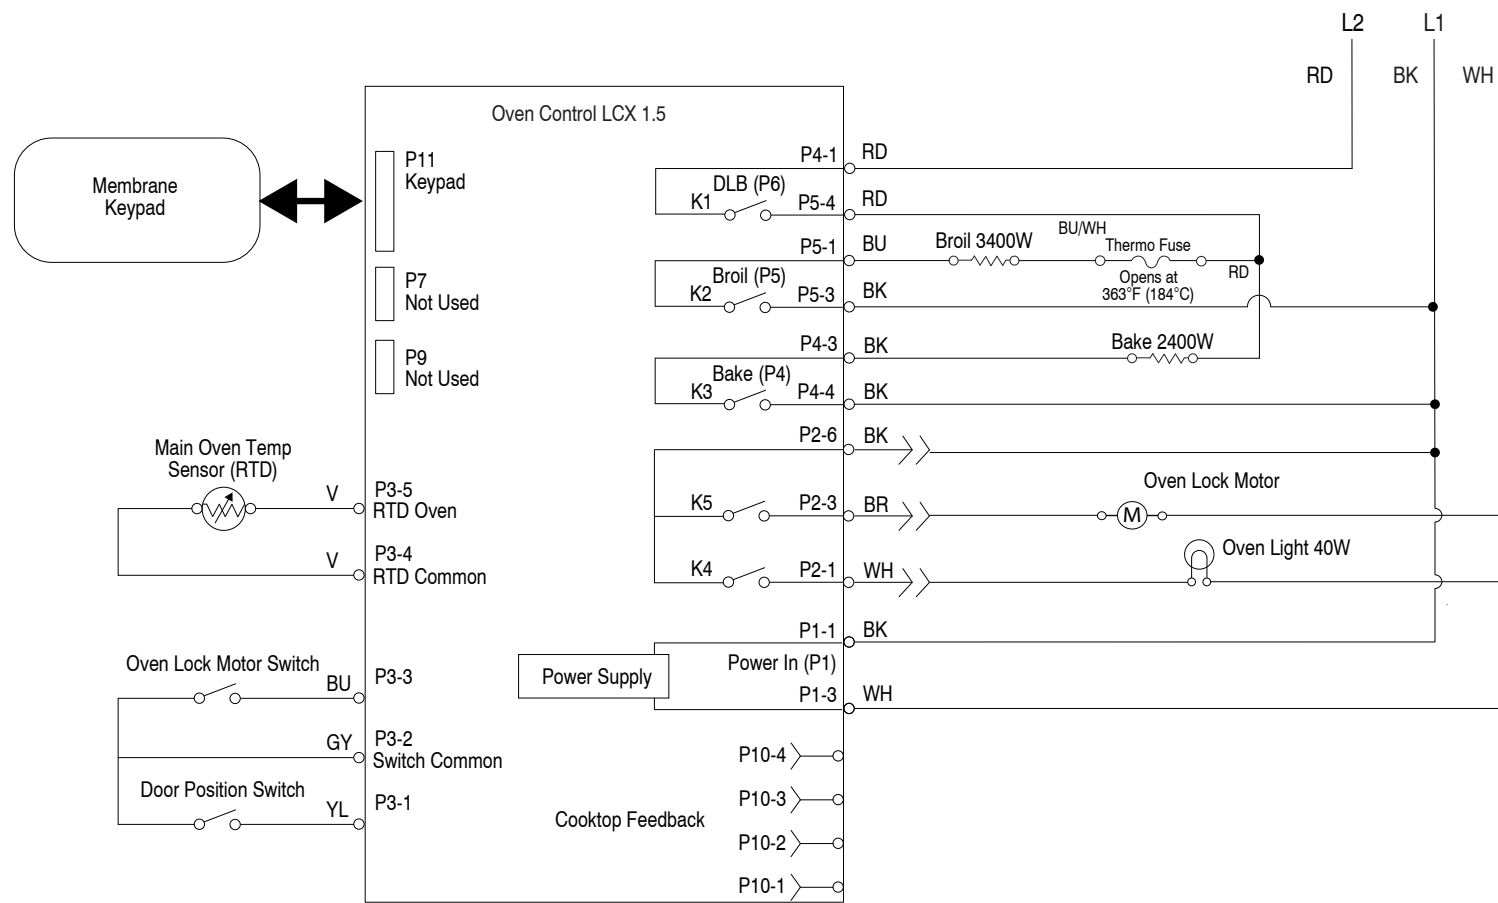 L2 L1
RD BK WH
Oven Control LCX 1.5
Membrane
Keypad
P11
Keypad
P7
Not Used
P9
Not Used
P4-1 RD
DLB (P6)
K1 P5-4 RD
P5-1 BU Broil 3400W BU/WH Thermo Fuse
Opens at
363°F (184°C)
RD
Broil (P5)
K2 P5-3 BK
P4-3 BK Bake 2400W
Bake (P4)
K3 P4-4 BK
P2-6 BK
Main Oven Temp
Sensor (RTD)
V P3-5
RTD Oven
V P3-4
RTD Common
K5 P2-3 BR Oven Lock Motor
M
K4 P2-1 WH Oven Light 40W
P1-1 BK
Power Supply Power In (P1)
P1-3 WH
Oven Lock Motor Switch
BU P3-3
GY P3-2
Switch Common
Door Position Switch
YL P3-1
Cooktop Feedback
P10-4
P10-3
P10-2
P10-1